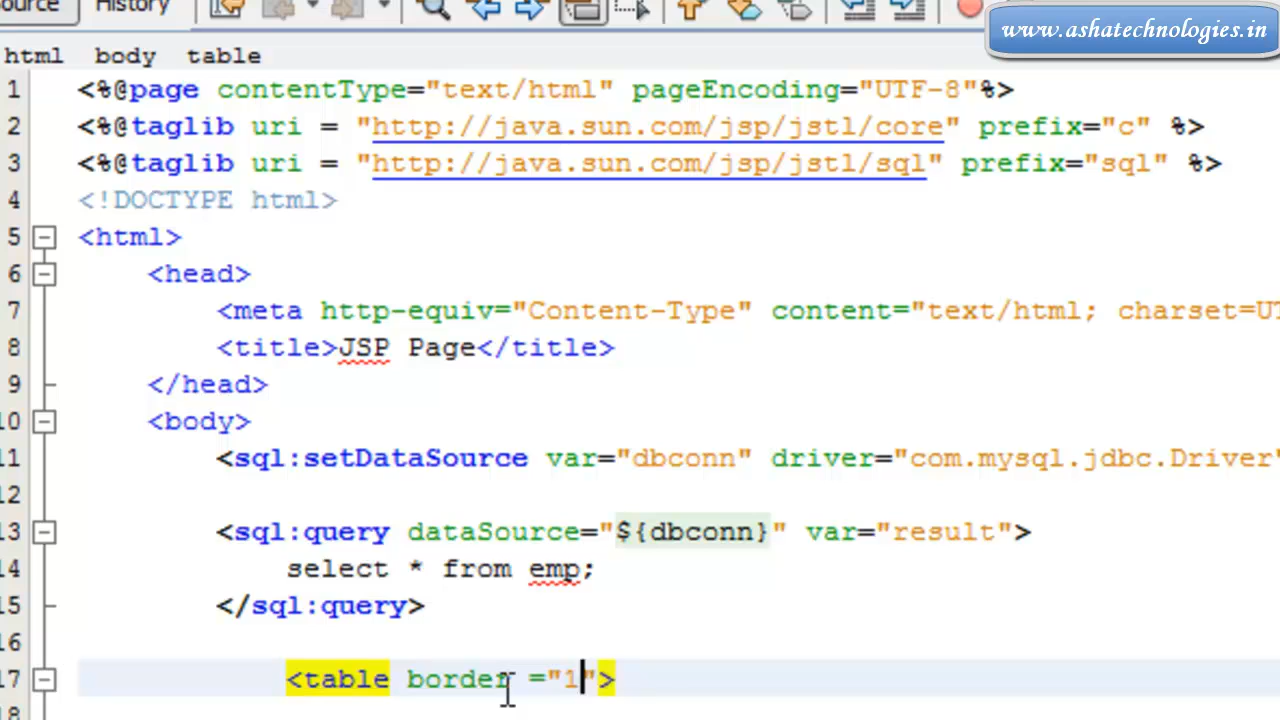 Source History
www.ashatechnologies.in
html body table
1 <%@page contentType="text/html" pageEncoding="UTF-8"%>
2 <%@taglib uri = "http://java.sun.com/jsp/jstl/core" prefix="c" %>
3 <%@taglib uri = "http://java.sun.com/jsp/jstl/sql" prefix="sql" %>
4 <!DOCTYPE html>
5 <html>
6 <head>
7 <meta http-equiv="Content-Type" content="text/html; charset=UT
8 <title>JSP Page</title>
9 </head>
10 <body>
11 <sql:setDataSource var="dbconn" driver="com.mysql.jdbc.Driver"
12
13 <sql:query dataSource="${dbconn}" var="result">
14 select * from emp;
15 </sql:query>
16
17 <table border ="1">
18